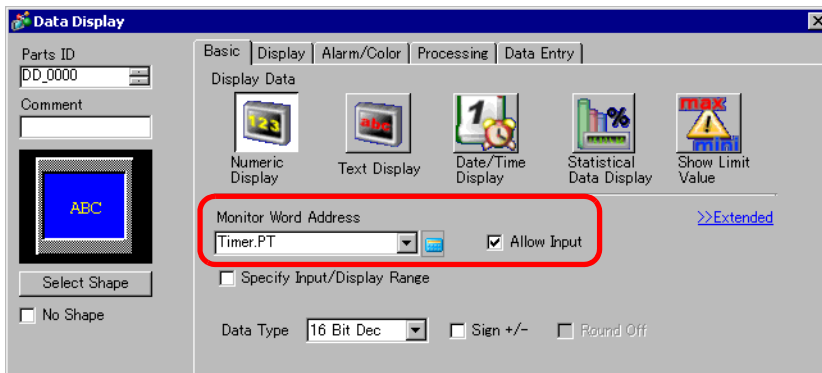 Data Display
Parts ID
DD_0000
Comment
ABC
Select Shape
No Shape
Basic Display Alarm/Color Processing Data Entry
Display Data
123
abc
1
%
max
mini
Numeric Display
Text Display
Date/Time Display
Statistical Data Display
Show Limit Value
Monitor Word Address
>>Extended
Timer.PT
Allow Input
Specify Input/Display Range
Data Type 16 Bit Dec Sign +/- Round Off